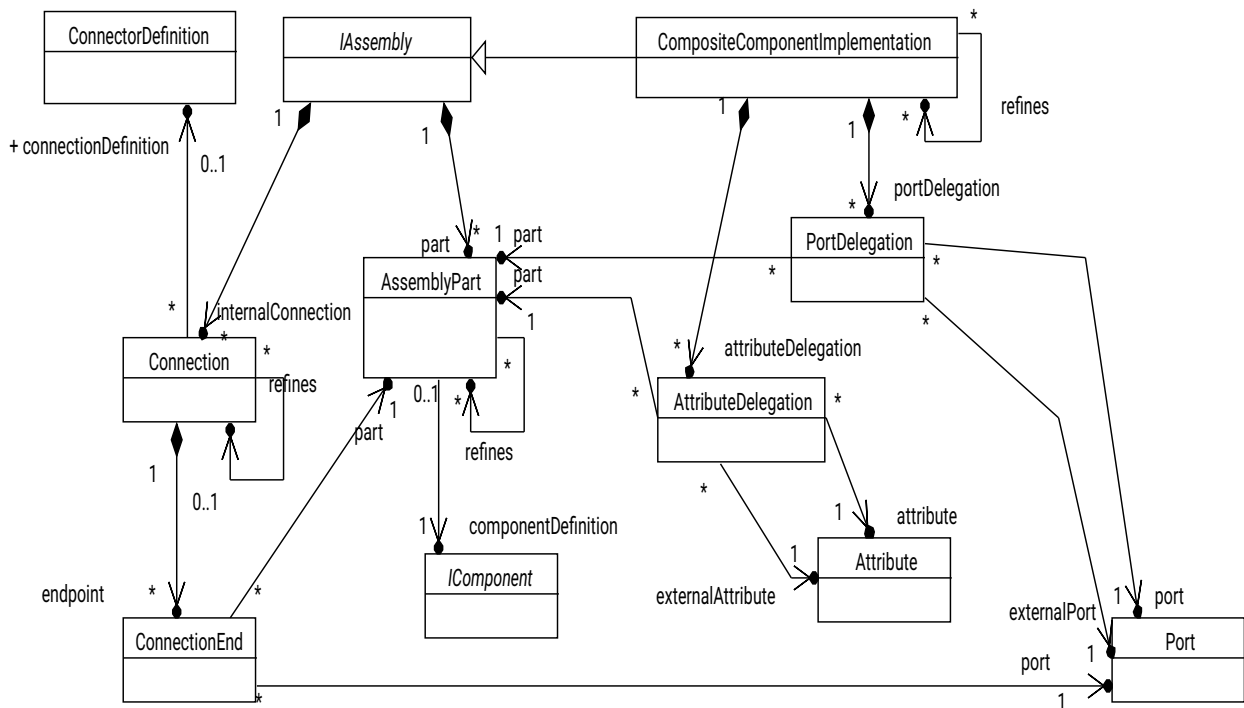 ConnectorDefinition
IAssembly
CompositeComponentImplementation
*
1
1
1
1
*
refines
+ connectionDefinition
0..1
portDelegation
*
*
1
part
part
PortDelegation
*
*
AssemblyPart
part
*
1
*
internalConnection
*
*
Connection
*
refines
*
attributeDelegation
*
0..1
*
AttributeDelegation
*
*
1
part
*
refines
1
0..1
*
1
componentDefinition
1
attribute
1
IComponent
Attribute
externalAttribute
endpoint
*
*
1
port
externalPort
ConnectionEnd
Port
1
port
*
1